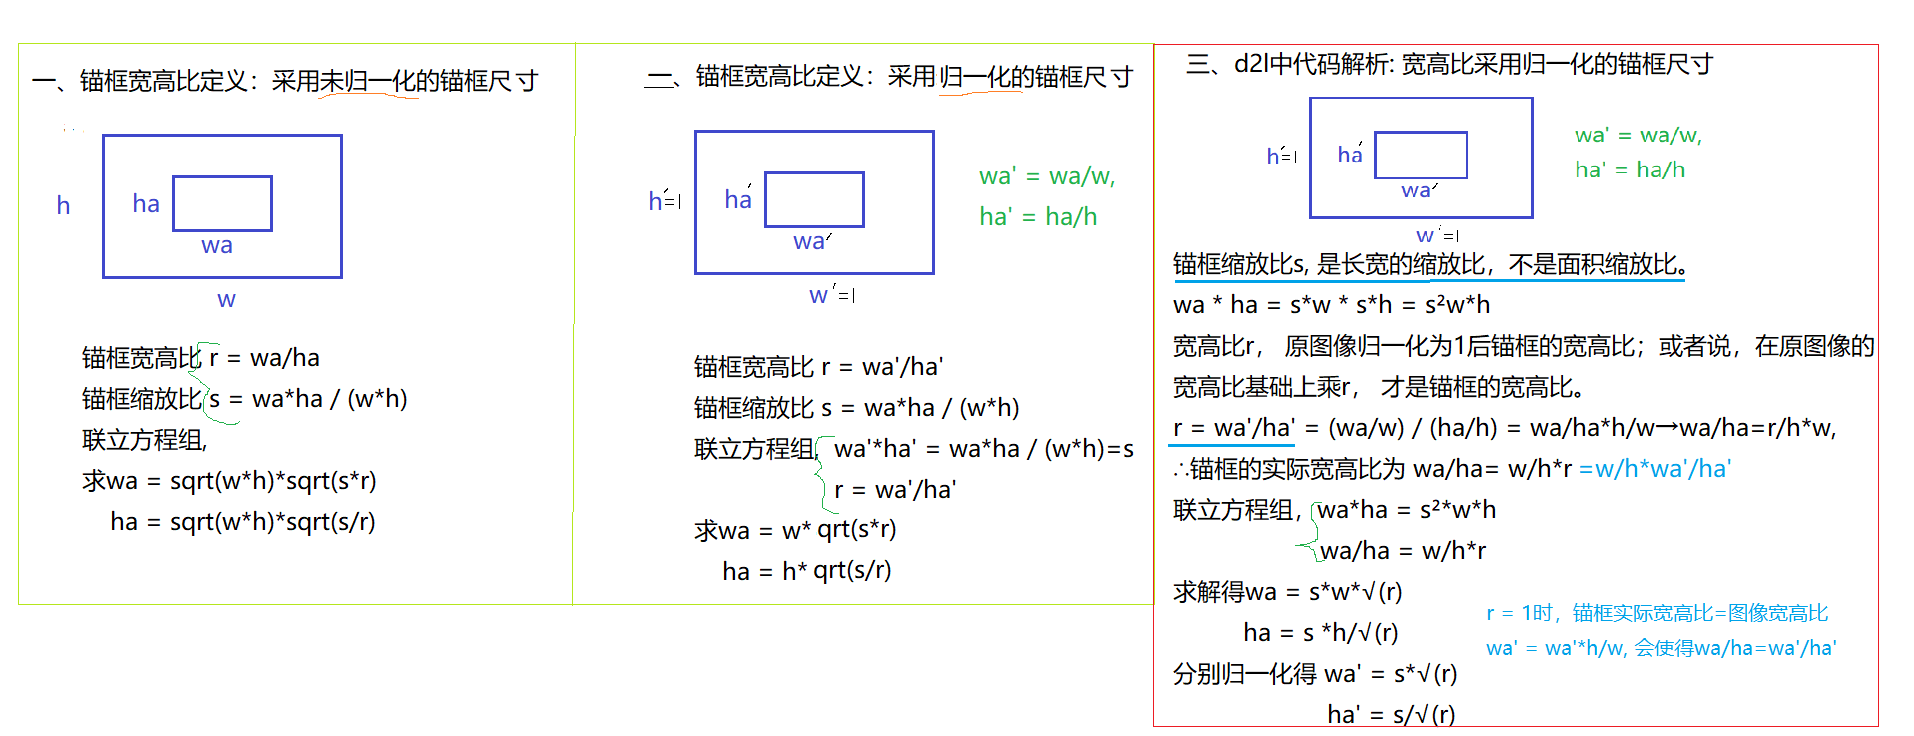 一、锚框宽高比定义：采用未归一化的锚框尺寸
h
ha
wa
w
锚框宽高比 r = wa/ha
锚框缩放比 s = wa*ha / (w*h)
联立方程组,
求wa = sqrt(w*h)*sqrt(s*r)
ha = sqrt(w*h)*sqrt(s/r)
二、锚框宽高比定义：采用归一化的锚框尺寸
h'=1
ha'
wa'
w'=1
wa' = wa/w,
ha' = ha/h
锚框宽高比 r = wa'/ha'
锚框缩放比 s = wa*ha / (w*h)
联立方程组, wa'*ha' = wa*ha / (w*h)=s
r = wa'/ha'
求wa = w* qrt(s*r)
ha = h* qrt(s/r)
三、d2l中代码解析: 宽高比采用归一化的锚框尺寸
h'=1
ha'
wa'
w'=1
wa' = wa/w,
ha' = ha/h
锚框缩放比s, 是长宽的缩放比，不是面积缩放比。
wa * ha = s*w * s*h = s²w*h
宽高比r， 原图像归一化为1后锚框的宽高比；或者说，在原图像的
宽高比基础上乘r， 才是锚框的宽高比。
r = wa'/ha' = (wa/w) / (ha/h) = wa/ha*h/w→wa/ha=r/h*w,
∴锚框的实际宽高比为 wa/ha= w/h*r =w/h*wa'/ha'
联立方程组，wa*ha = s²*w*h
wa/ha = w/h*r
求解得wa = s*w*√(r)
ha = s *h/√(r)
分别归一化得 wa' = s*√(r)
ha' = s/√(r)
r = 1时，锚框实际宽高比=图像宽高比
wa' = wa'*h/w, 会使得wa/ha=wa'/ha'